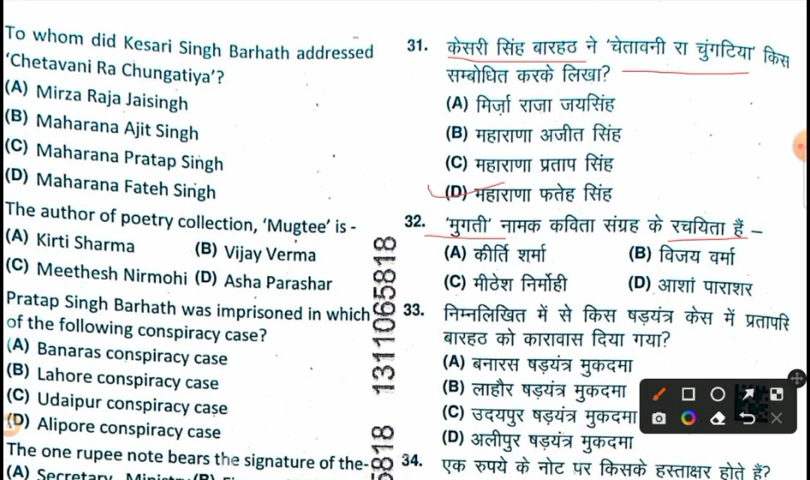 To whom did Kesari Singh Barhath addressed
'Chetavani Ra Chungatiya'?
(A) Mirza Raja Jaisingh
(B) Maharana Ajit Singh
(C) Maharana Pratap Singh
(D) Maharana Fateh Singh
The author of poetry collection, 'Mugtee' is -
(A) Kirti Sharma (B) Vijay Verma
(C) Meethesh Nirmohi (D) Asha Parashar
Pratap Singh Barhath was imprisoned in which
of the following conspiracy case?
(A) Banaras conspiracy case
(B) Lahore conspiracy case
(C) Udaipur conspiracy case
(D) Alipore conspiracy case
The one rupee note bears the signature of the-
(A) Secretary, Ministry (B)
1311065818
5818
31. केसरी सिंह बारहठ ने 'चेतावनी रा चुंगटिया' किस
सम्बोधित करके लिखा?
(A) मिर्ज़ा राजा जयसिंह
(B) महाराणा अजीत सिंह
(C) महाराणा प्रताप सिंह
(D) महाराणा फतेह सिंह
32. 'मुगती' नामक कविता संग्रह के रचयिता हैं –
(A) कीर्ति शर्मा (B) विजय वर्मा
(C) मीठेश निर्मोही (D) आशां पाराशर
33. निम्नलिखित में से किस षड़यंत्र केस में प्रतापसिं
बारहठ को कारावास दिया गया?
(A) बनारस षड़यंत्र मुकदमा
(B) लाहौर षड़यंत्र मुकदमा
(C) उदयपुर षड़यंत्र मुकदमा
(D) अलीपुर षड़यंत्र मुकदमा
34. एक रुपये के नोट पर किसके हस्ताक्षर होते हैं?